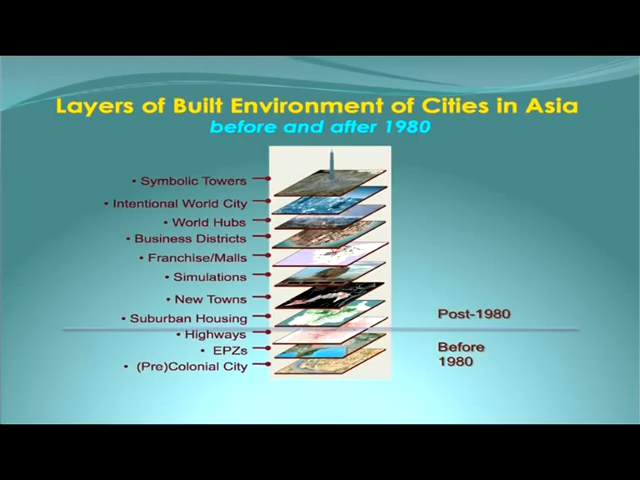 Layers of Built Environment of Cities in Asia
before and after 1980
• Symbolic Towers
• Intentional World City
• World Hubs
• Business Districts
• Franchise/Malls
• Simulations
• New Towns
• Suburban Housing
Post-1980
• Highways
• EPZs
Before
1980
• (Pre)Colonial City